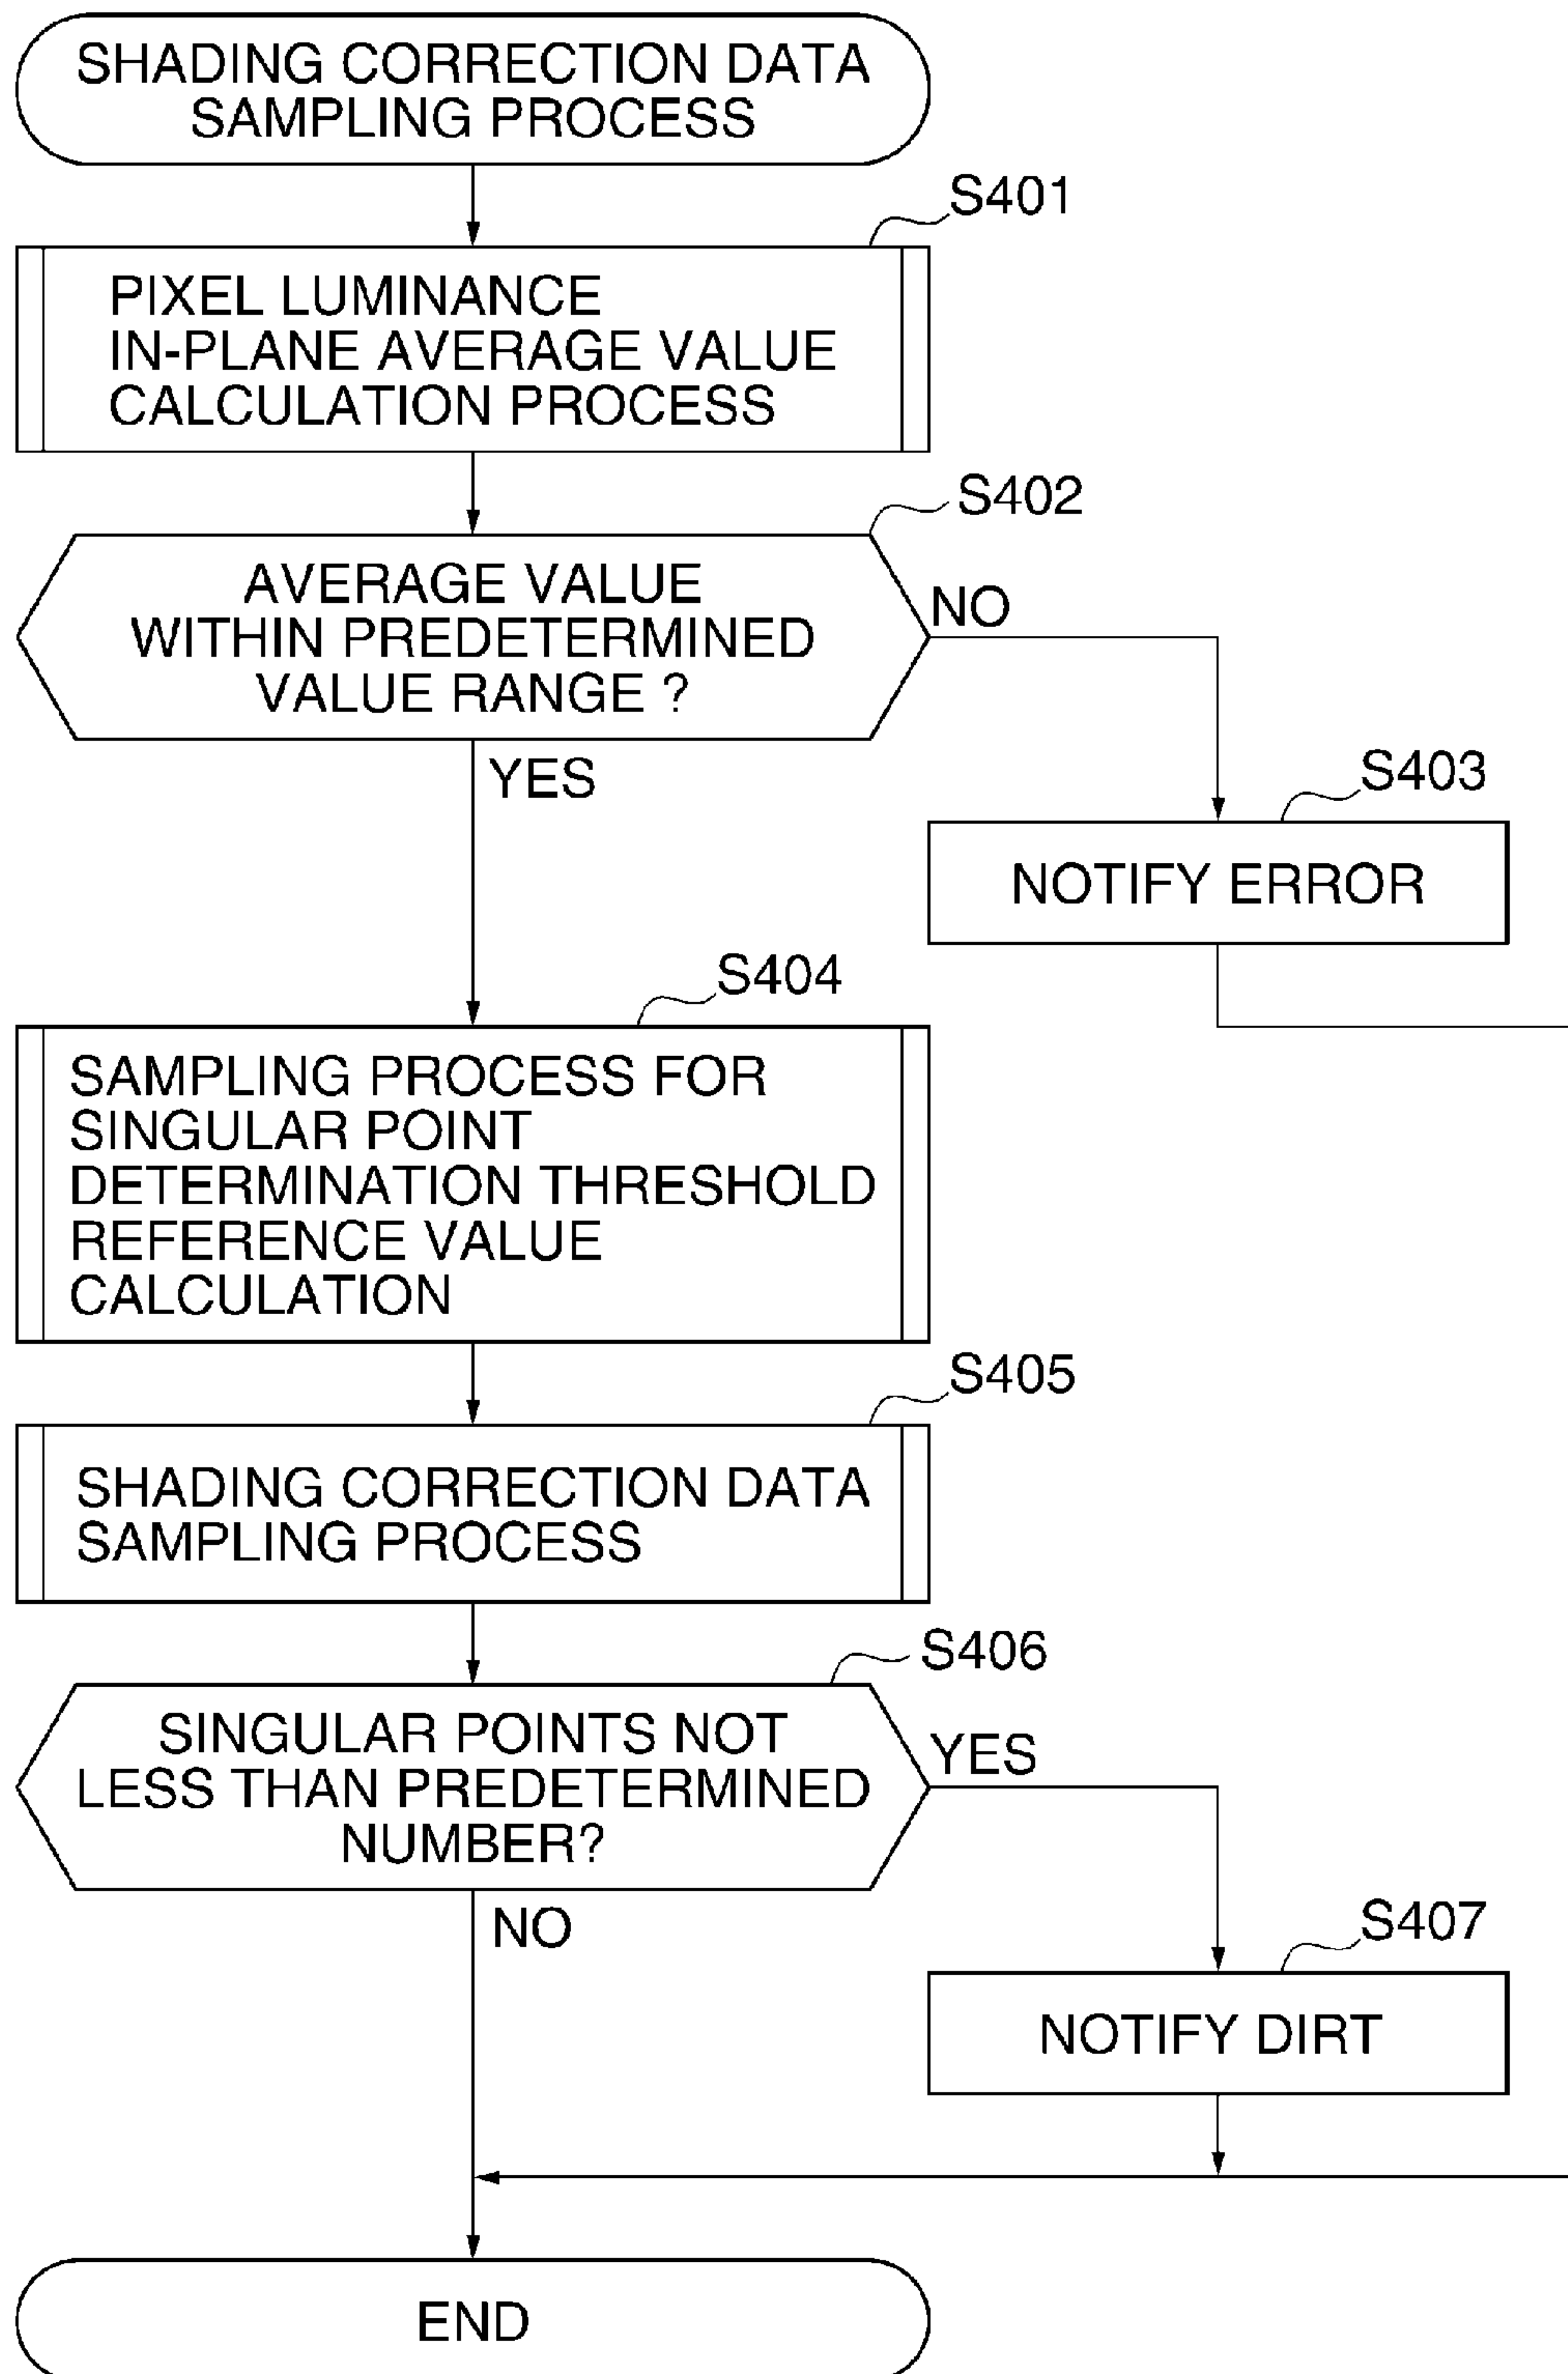 SHADING CORRECTION DATA
SAMPLING PROCESS
S401
PIXEL LUMINANCE
IN-PLANE AVERAGE VALUE
CALCULATION PROCESS
S402
AVERAGE VALUE
WITHIN PREDETERMINED
VALUE RANGE ?
NO
YES
S403
NOTIFY ERROR
S404
SAMPLING PROCESS FOR
SINGULAR POINT
DETERMINATION THRESHOLD
REFERENCE VALUE
CALCULATION
S405
SHADING CORRECTION DATA
SAMPLING PROCESS
S406
SINGULAR POINTS NOT
LESS THAN PREDETERMINED
NUMBER?
YES
NO
S407
NOTIFY DIRT
END